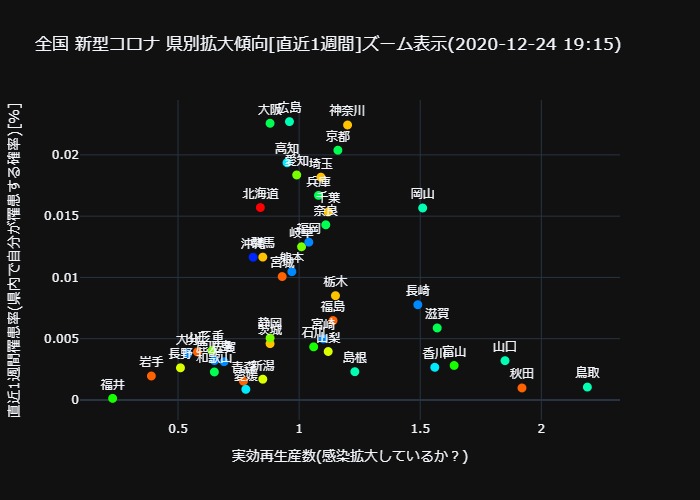 全国 新型コロナ 県別拡大傾向[直近1週間]ズーム表示(2020-12-24 19:15)
直近1週間罹患率(県内で自分が罹患する確率)[%]
大阪
広島
神奈川
京都
高知
愛知
埼玉
兵庫
千葉
奈良
北海道
岡山
福岡
岐阜
沖縄
群馬
熊本
宮城
栃木
長崎
福島
滋賀
静岡
茨城
宮崎
石川
山梨
三重
佐賀
和歌山
長野
岩手
青森
新潟
愛媛
島根
香川
富山
山口
秋田
鳥取
福井
0.02
0.015
0.01
0.005
0
0.5
1
1.5
2
実効再生産数(感染拡大しているか？)